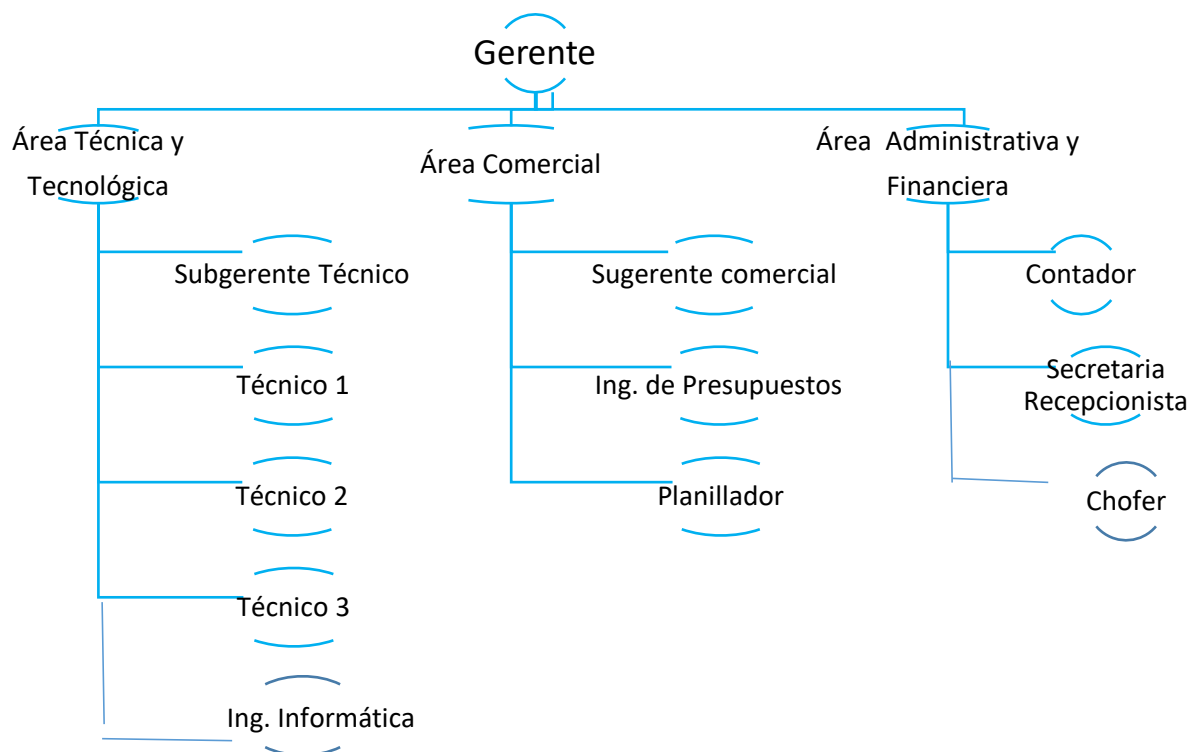 Gerente
Área Técnica y
Tecnológica
Área Comercial
Área Administrativa y
Financiera
Subgerente Técnico
Técnico 1
Técnico 2
Técnico 3
Ing. Informática
Sugerente comercial
Ing. de Presupuestos
Planillador
Contador
Secretaria
Recepcionista
Chofer